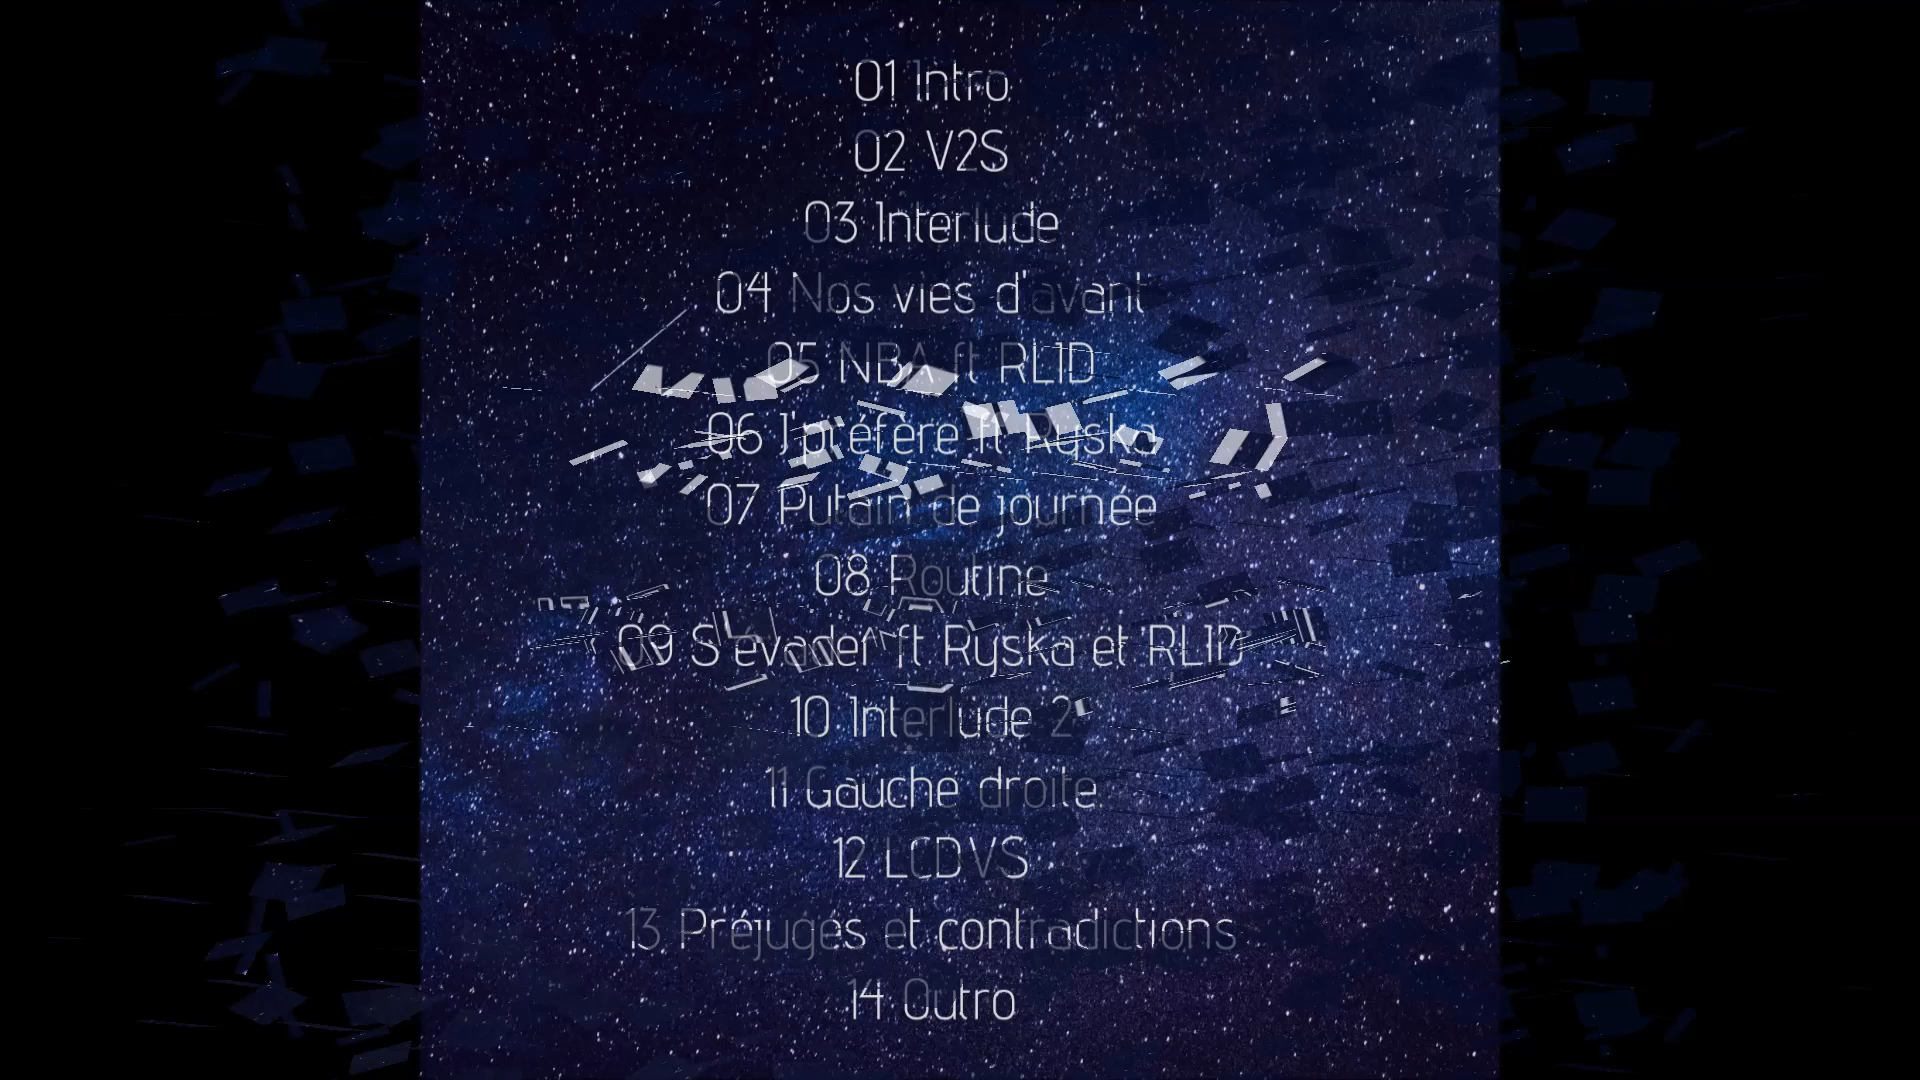 01 Intro
02 V2S
03 Interlude
04 Nos vies d'avant
05 NBA ft RL1D
06 J'préfère ft Ryska
07 Putain de journée
08 Routine
09 S'évader ft Ryska et RL1D
10 Interlude 2
11 Gauche droite
12 LCDVS
13 Préjugés et contradictions
14 Outro